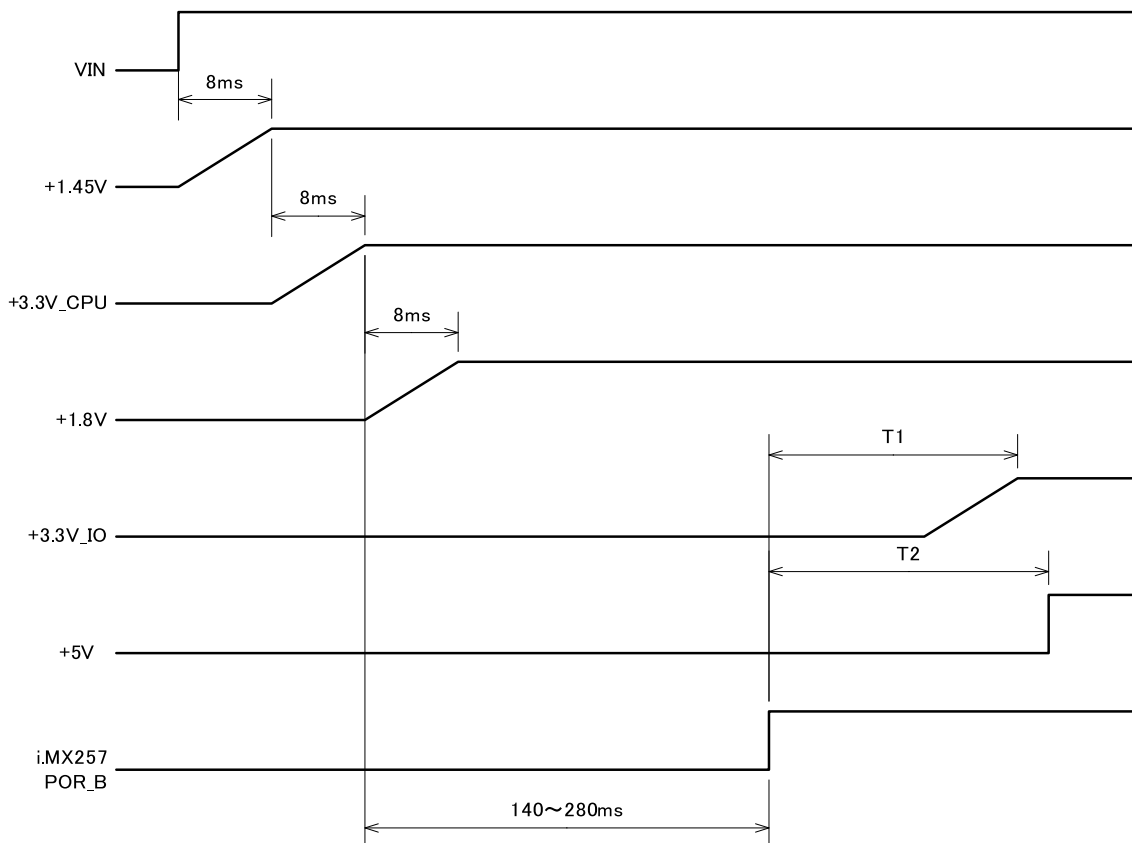 VIN
8ms
+1.45V
8ms
+3.3V_CPU
8ms
+1.8V
T1
+3.3V_IO
T2
+5V
i.MX257
POR_B
140～280ms